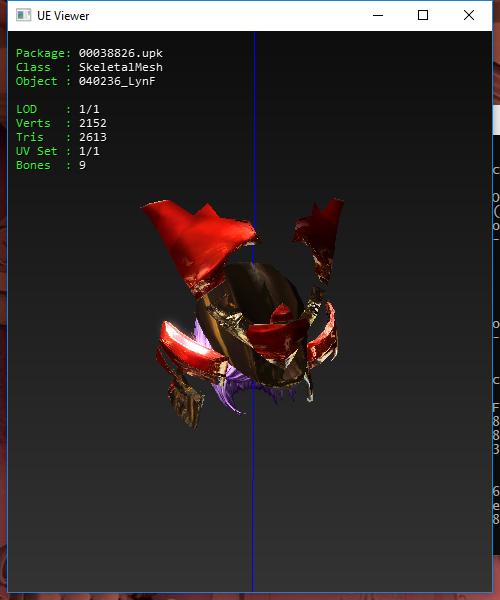 UE Viewer
Package: 00038826.upk
Class : SkeletalMesh
Object : 040236_LynF
LOD : 1/1
Verts : 2152
Tris : 2613
UV Set : 1/1
Bones : 9